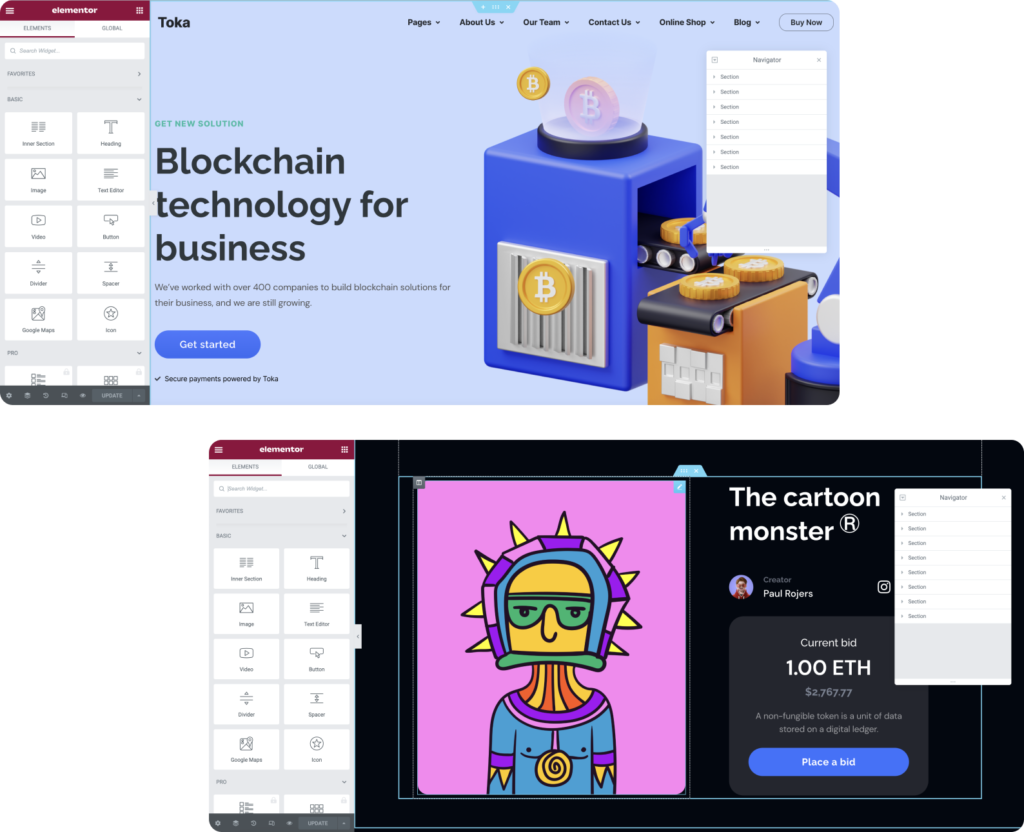 elementor
ELEMENTS GLOBAL
Search Widget...
FAVORITES
BASIC
Inner Section Heading
Image Text Editor
Video Button
Divider Spacer
Google Maps Icon
PRO
UPDATE
Toka
Pages About Us Our Team Contact Us Online Shop Blog Buy Now
GET NEW SOLUTION
Blockchain
technology for
business
We've worked with over 400 companies to build blockchain solutions for
their business, and we are still growing.
Get started
Secure payments powered by Toka
Navigator
Section
Section
Section
Section
Section
Section
Section
elementor
ELEMENTS GLOBAL
Search Widget...
FAVORITES
BASIC
Inner Section Heading
Image Text Editor
Video Button
Divider Spacer
Google Maps Icon
PRO
UPDATE
The cartoon
monster ®
Creator
Paul Rojers
Current bid
1.00 ETH
$2,767.77
A non-fungible token is a unit of data
stored on a digital ledger.
Place a bid
Navigator
Section
Section
Section
Section
Section
Section
Section
Section